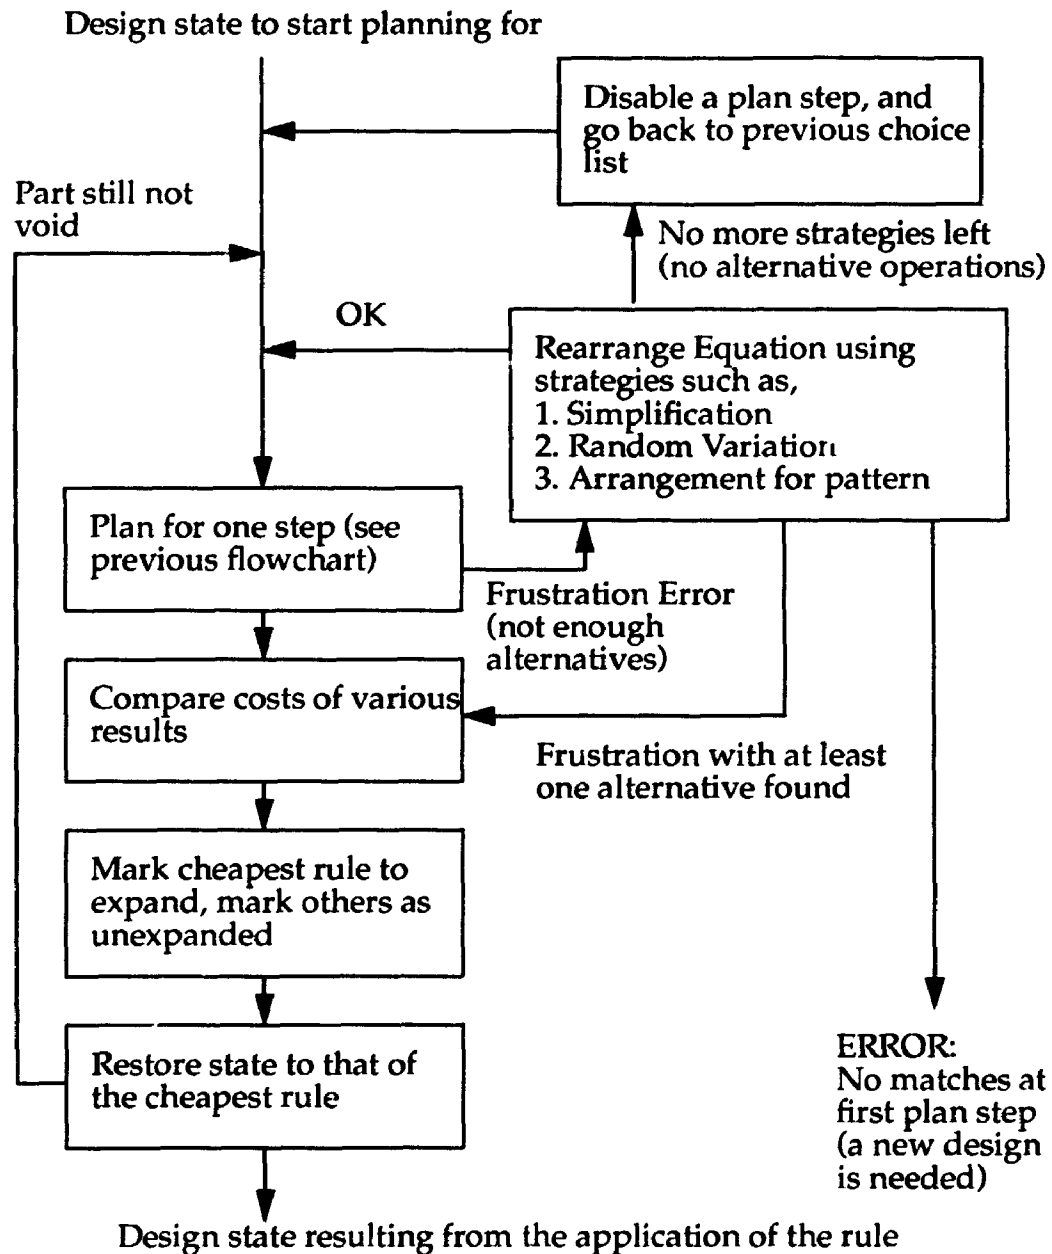 Design state to start planning for
Disable a plan step, and
go back to previous choice
list
Part still not
void
No more strategies left
(no alternative operations)
OK
Rearrange Equation using
strategies such as,
1. Simplification
2. Random Variation
3. Arrangement for pattern
Plan for one step (see
previous flowchart)
Frustration Error
(not enough
alternatives)
Compare costs of various
results
Frustration with at least
one alternative found
Mark cheapest rule to
expand, mark others as
unexpanded
Restore state to that of
the cheapest rule
ERROR:
No matches at
first plan step
(a new design
is needed)
Design state resulting from the application of the rule